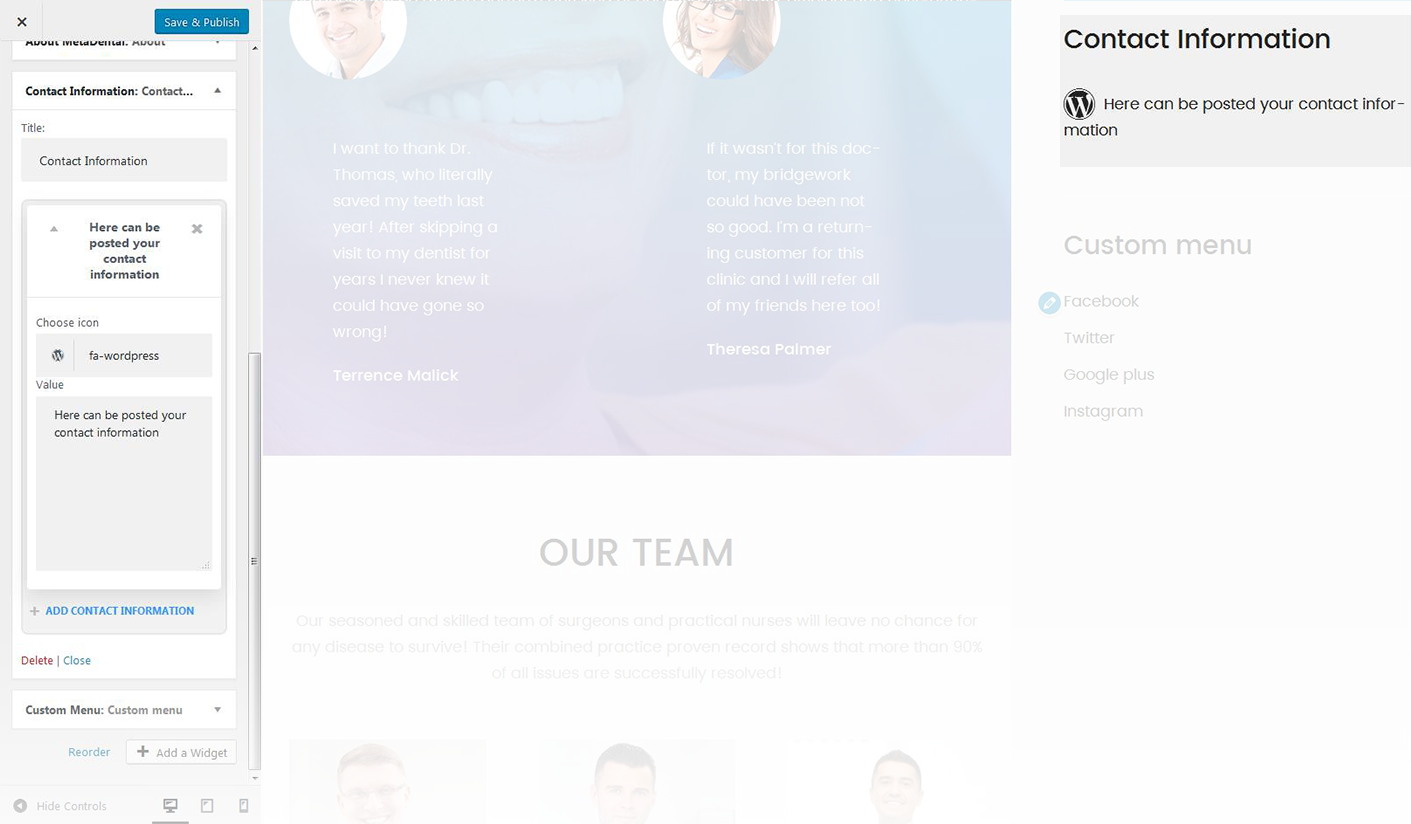 Save & Publish
About MetaDental: About
Contact Information: Contact...
Title:
Contact Information
Here can be
posted your
contact
information
Choose icon
fa-wordpress
Value
Here can be posted your
contact information
ADD CONTACT INFORMATION
Delete | Close
Custom Menu: Custom menu
Reorder
Add a Widget
Hide Controls
I want to thank Dr.
Thomas, who literally
saved my teeth last
year! After skipping a
visit to my dentist for
years I never knew it
could have gone so
wrong!
Terrence Malick
If it wasn't for this doc-
tor, my bridgework
could have been not
so good. I'm a return-
ing customer for this
clinic and I will refer all
of my friends here too!
Theresa Palmer
OUR TEAM
Our seasoned and skilled team of surgeons and practical nurses will leave no chance for
any disease to survive! Their combined practice proven record shows that more than 90%
of all issues are successfully resolved!
Contact Information
Here can be posted your contact infor-
mation
Custom menu
Facebook
Twitter
Google plus
Instagram